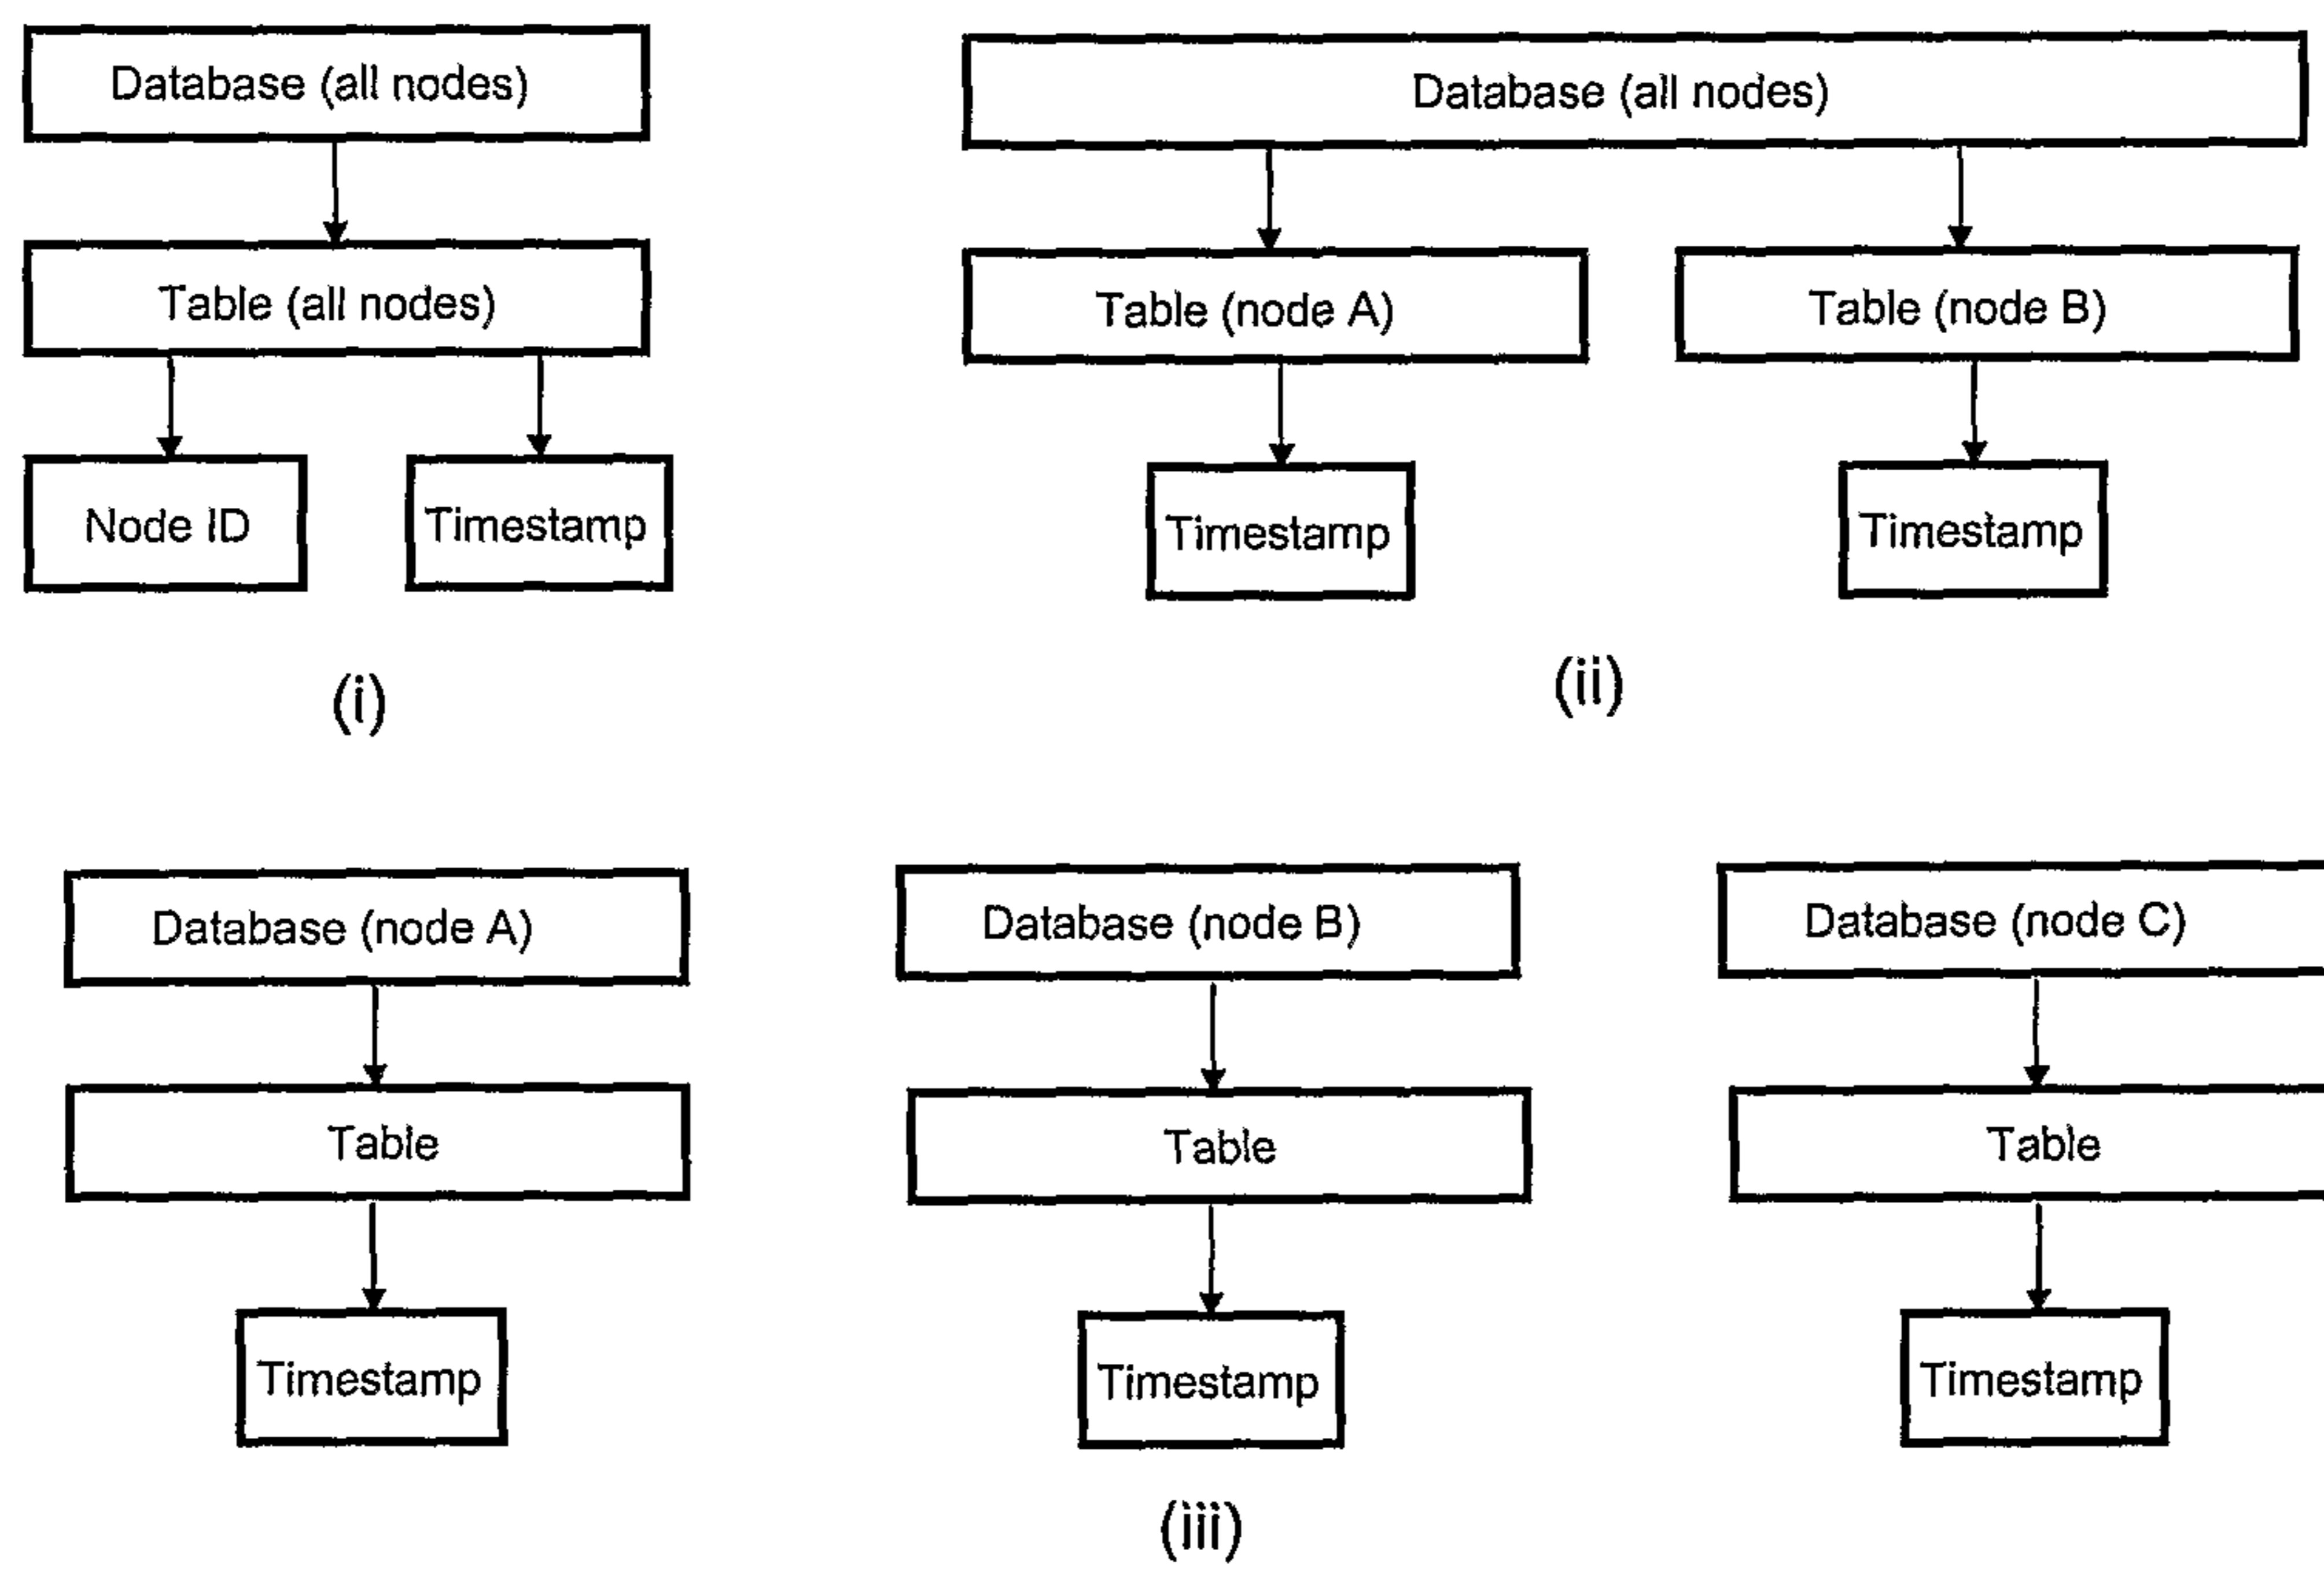 Database (all nodes)
Table (all nodes)
Node ID
Timestamp
(i)
Database (all nodes)
Table (node A)
Table (node B)
Timestamp
Timestamp
(ii)
Database (node A)
Table
Timestamp
Database (node B)
Table
Timestamp
Database (node C)
Table
Timestamp
(iii)